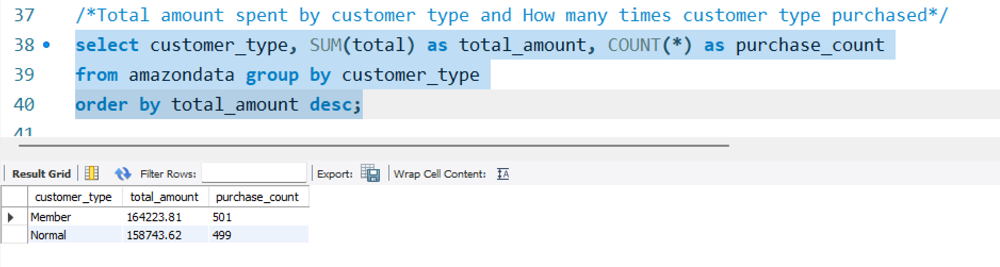 37 /*Total amount spent by customer type and How many times customer type purchased*/
38 select customer_type, SUM(total) as total_amount, COUNT(*) as purchase_count
39 from amazondata group by customer_type
40 order by total_amount desc;
41
Result Grid Filter Rows: Export: Wrap Cell Content: IA
customer_type total_amount purchase_count
Member 164223.81 501
Normal 158743.62 499